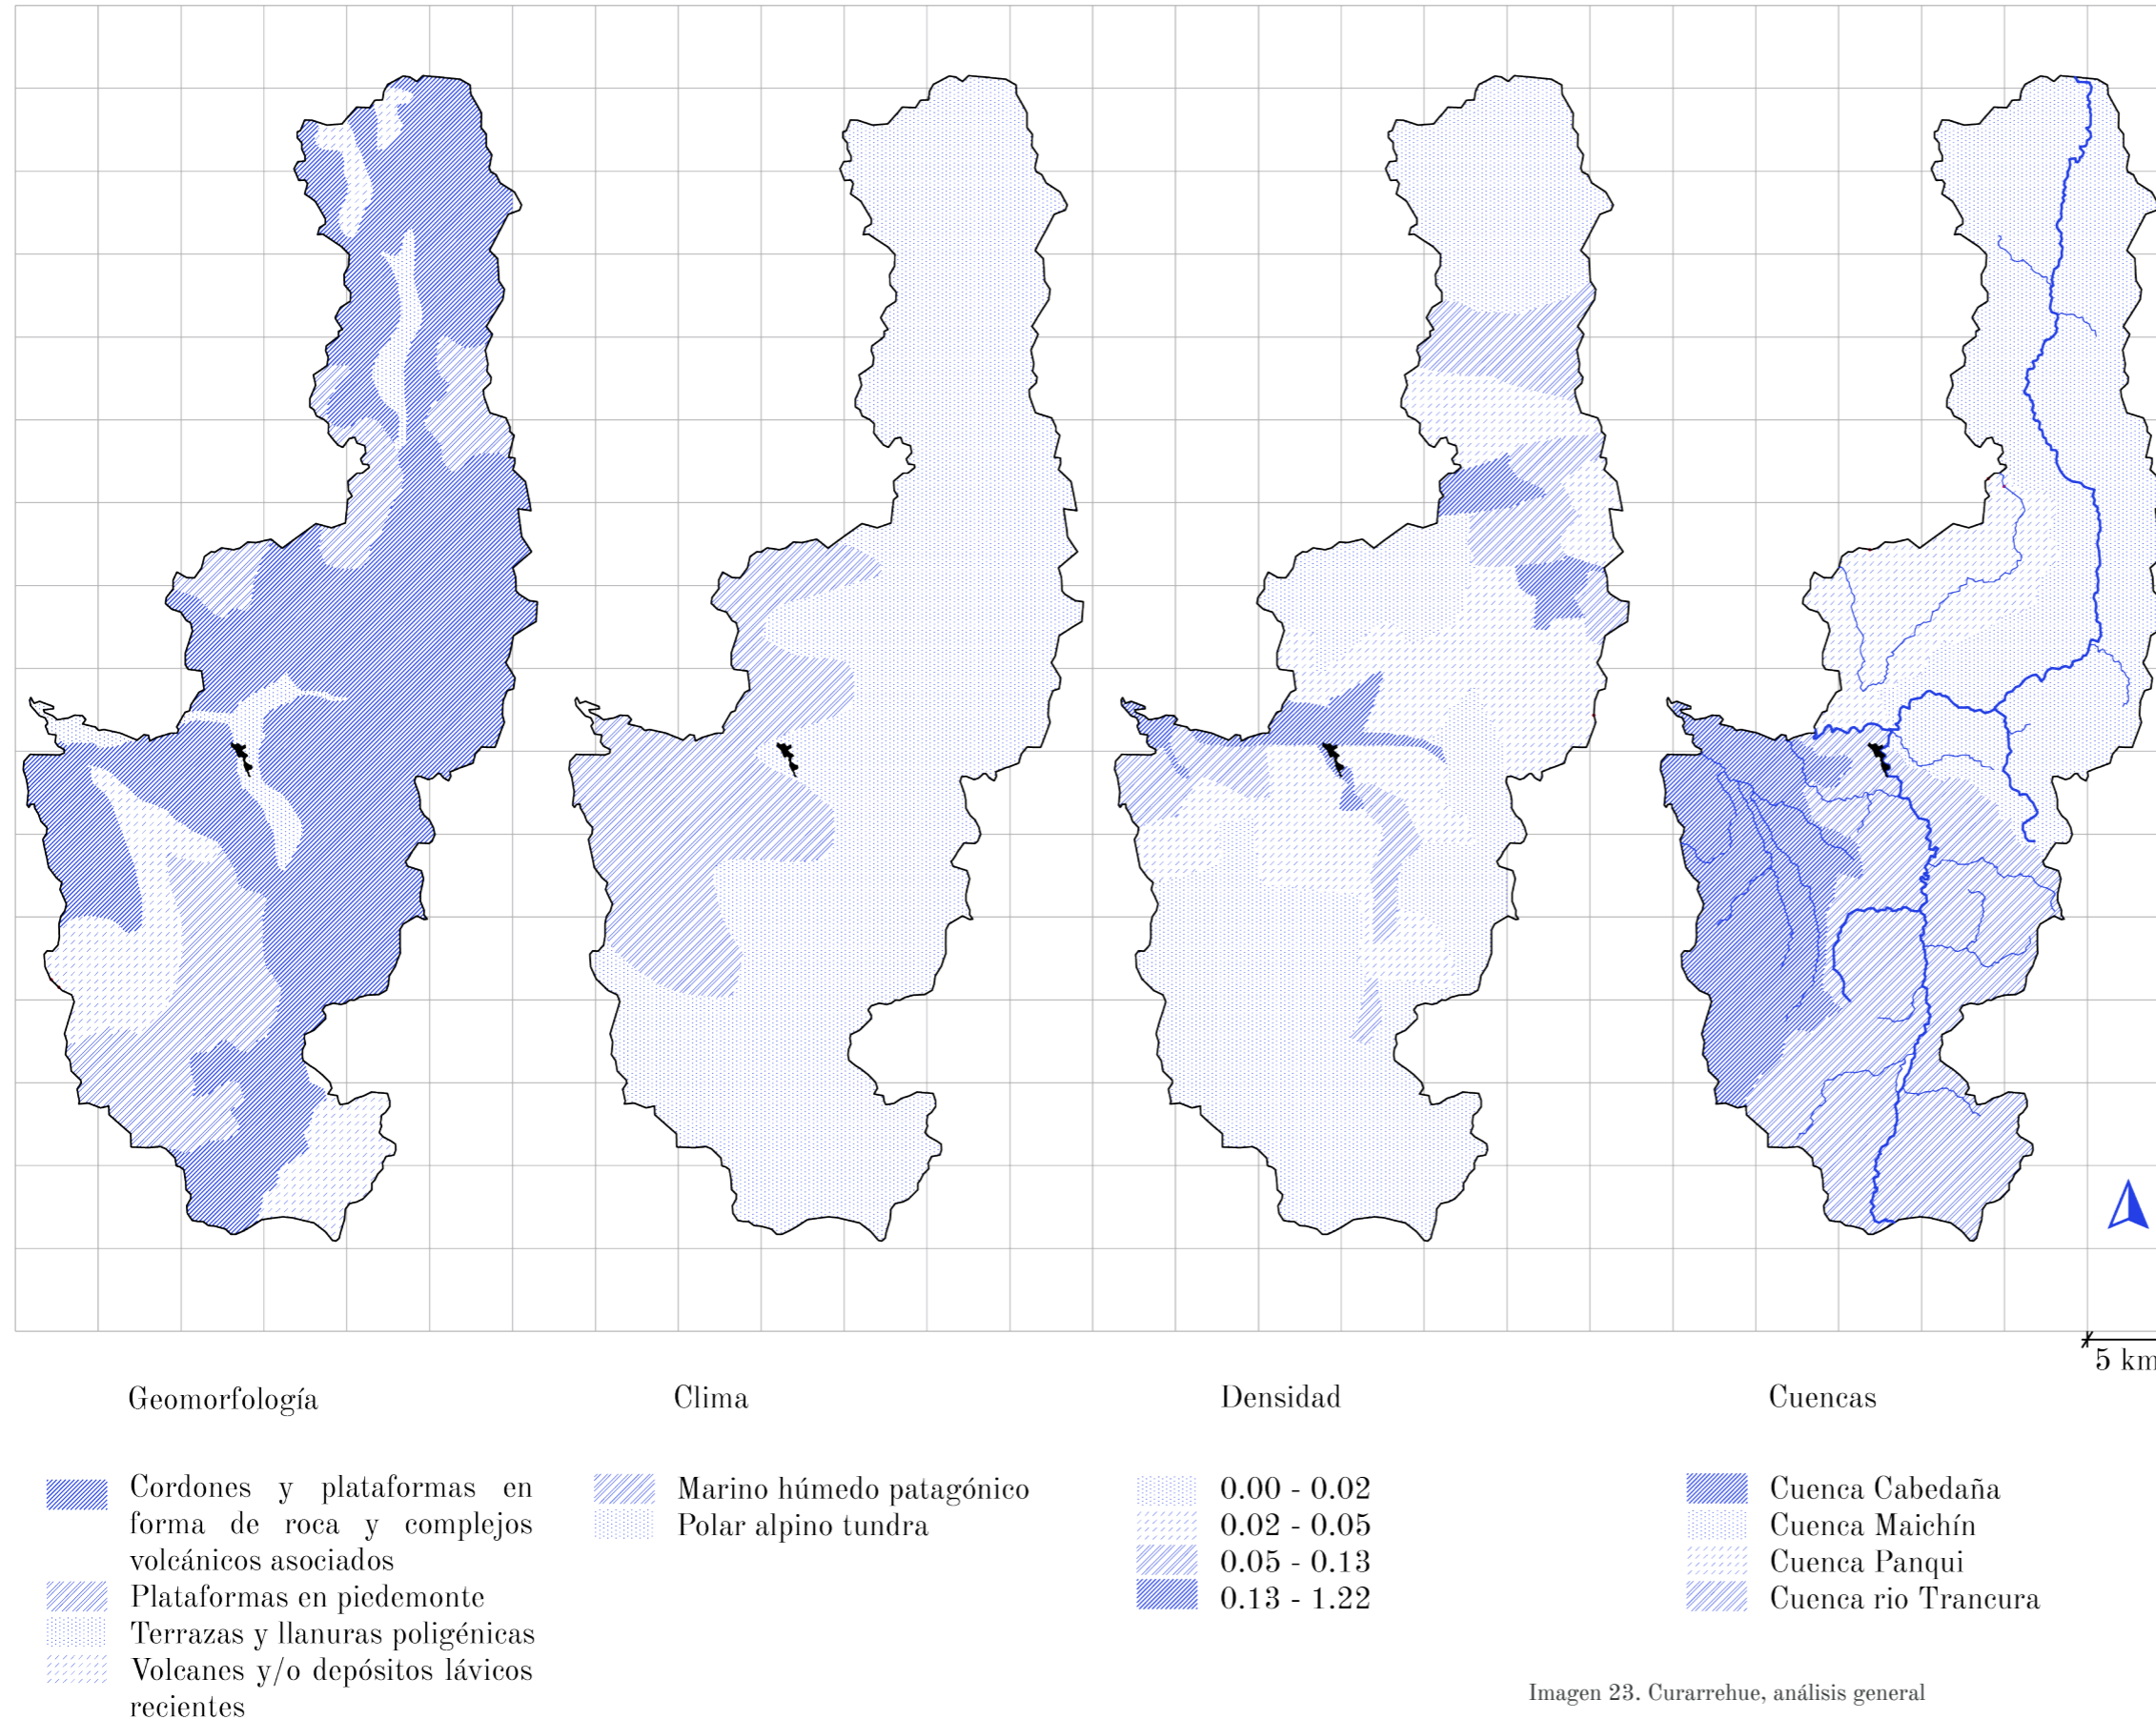 5 km
Geomorfología
Cordones y plataformas en
forma de roca y complejos
volcánicos asociados
Plataformas en piedemonte
Terrazas y llanuras poligénicas
Volcanes y/o depósitos lávicos
recientes
Clima
Marino húmedo patagónico
Polar alpino tundra
Densidad
0.00 - 0.02
0.02 - 0.05
0.05 - 0.13
0.13 - 1.22
Cuencas
Cuenca Cabedaña
Cuenca Maichín
Cuenca Panqui
Cuenca rio Trancura
Imagen 23. Curarrehue, análisis general